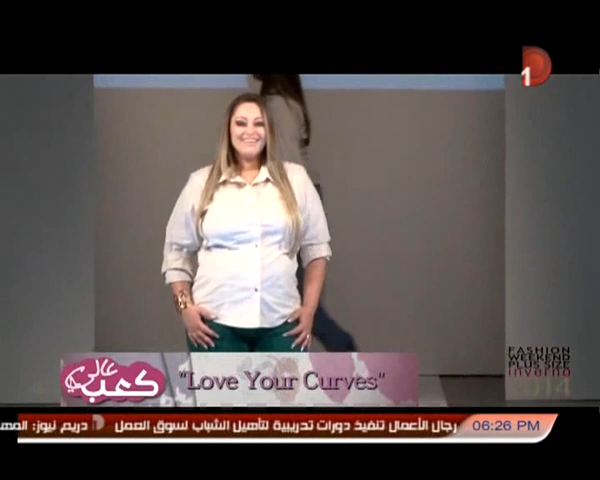 1
FASHION
WEEKEND
PLUS SIZE
inverno
2014
كعب عالي
"Love Your Curves"
رجال الأعمال تنفيذ دورات تدريبية لتأهيل الشباب لسوق العمل
دريم نيوز: المه
06:26 PM